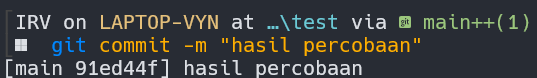 IRV on LAPTOP-VYN at …\test via main++(1)
git commit -m "hasil percobaan"
[main 91ed44f] hasil percobaan